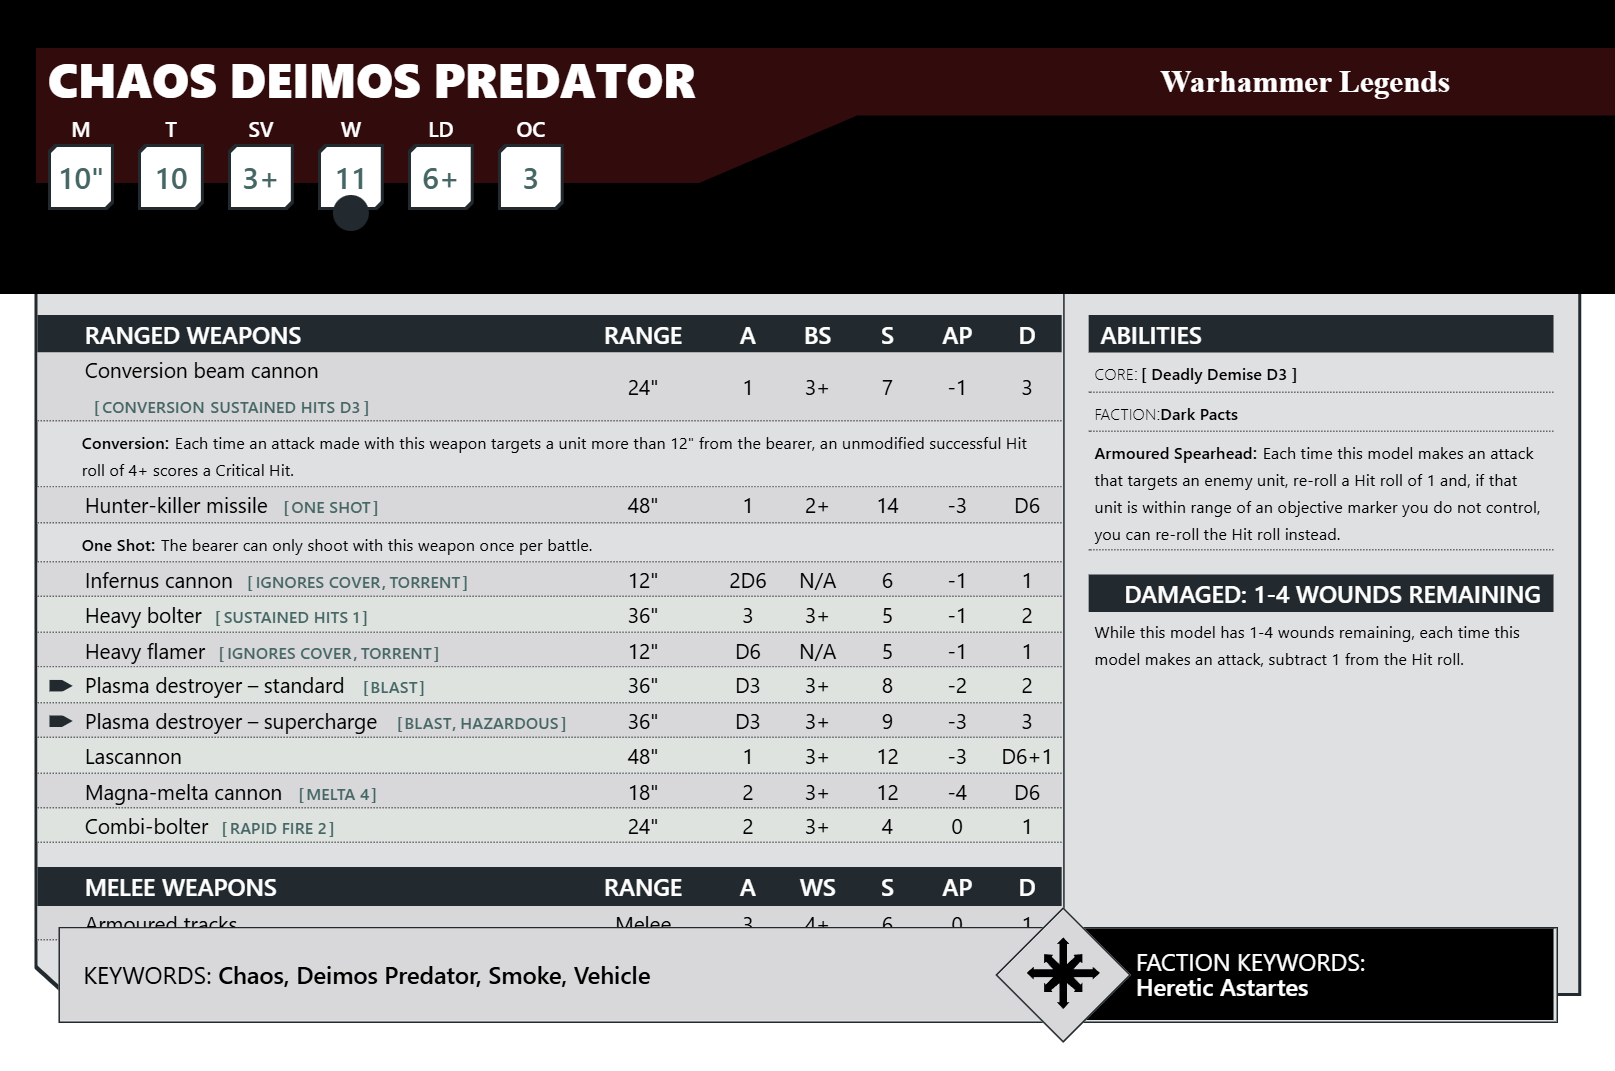 CHAOS DEIMOS PREDATOR
Warhammer Legends
M T SV W LD OC
10" 10 3+ 11 6+ 3
RANGED WEAPONS RANGE A BS S AP D
Conversion beam cannon 24" 1 3+ 7 -1 3
[CONVERSION SUSTAINED HITS D3]
Conversion: Each time an attack made with this weapon targets a unit more than 12" from the bearer, an unmodified successful Hit
roll of 4+ scores a Critical Hit.
Hunter-killer missile [ONE SHOT] 48" 1 2+ 14 -3 D6
One Shot: The bearer can only shoot with this weapon once per battle.
Infernus cannon [IGNORES COVER, TORRENT] 12" 2D6 N/A 6 -1 1
Heavy bolter [SUSTAINED HITS 1] 36" 3 3+ 5 -1 2
Heavy flamer [IGNORES COVER, TORRENT] 12" D6 N/A 5 -1 1
Plasma destroyer – standard [BLAST] 36" D3 3+ 8 -2 2
Plasma destroyer – supercharge [BLAST, HAZARDOUS] 36" D3 3+ 9 -3 3
Lascannon 48" 1 3+ 12 -3 D6+1
Magna-melta cannon [MELTA 4] 18" 2 3+ 12 -4 D6
Combi-bolter [RAPID FIRE 2] 24" 2 3+ 4 0 1
MELEE WEAPONS RANGE A WS S AP D
Armoured tracks Melee 3 4+ 6 0 1
ABILITIES
CORE: [ Deadly Demise D3 ]
FACTION:Dark Pacts
Armoured Spearhead: Each time this model makes an attack
that targets an enemy unit, re-roll a Hit roll of 1 and, if that
unit is within range of an objective marker you do not control,
you can re-roll the Hit roll instead.
DAMAGED: 1-4 WOUNDS REMAINING
While this model has 1-4 wounds remaining, each time this
model makes an attack, subtract 1 from the Hit roll.
KEYWORDS: Chaos, Deimos Predator, Smoke, Vehicle
FACTION KEYWORDS:
Heretic Astartes